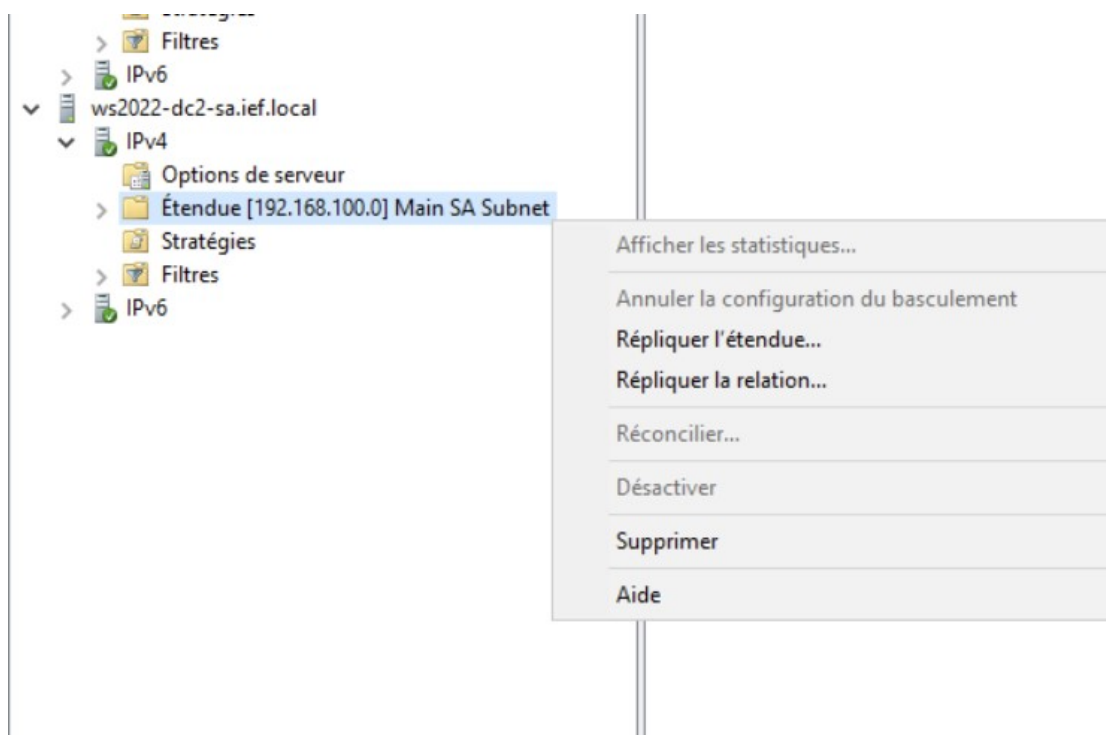 Filtres
IPv6
ws2022-dc2-sa.ief.local
IPv4
Options de serveur
Étendue [192.168.100.0] Main SA Subnet
Stratégies
Filtres
IPv6
Afficher les statistiques...
Annuler la configuration du basculement
Répliquer l'étendue...
Répliquer la relation...
Réconcilier...
Désactiver
Supprimer
Aide